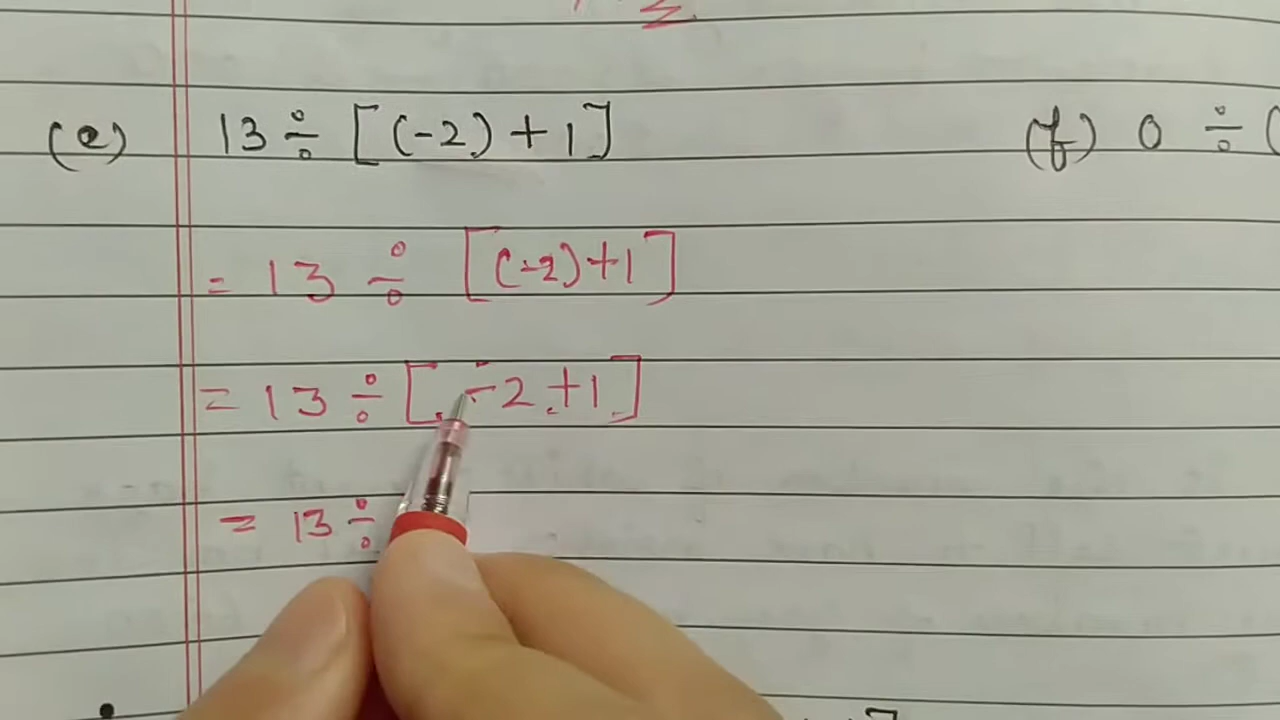 (e) 13 ÷ [(-2) + 1]
(f) 0 ÷ (
= 13 ÷ [(-2)+1]
= 13 ÷ [-2+1]
= 13 ÷